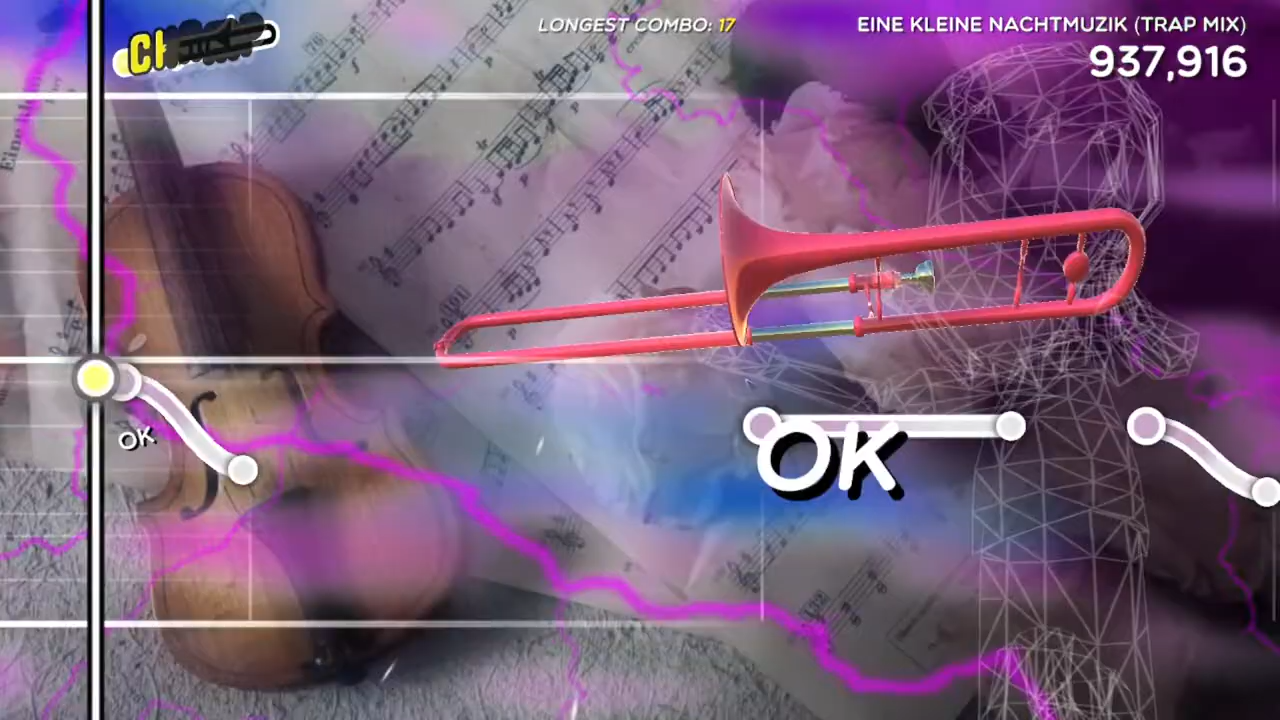 LONGEST COMBO: 17
EINE KLEINE NACHTMUZIK (TRAP MIX)
937,916
OK
OK